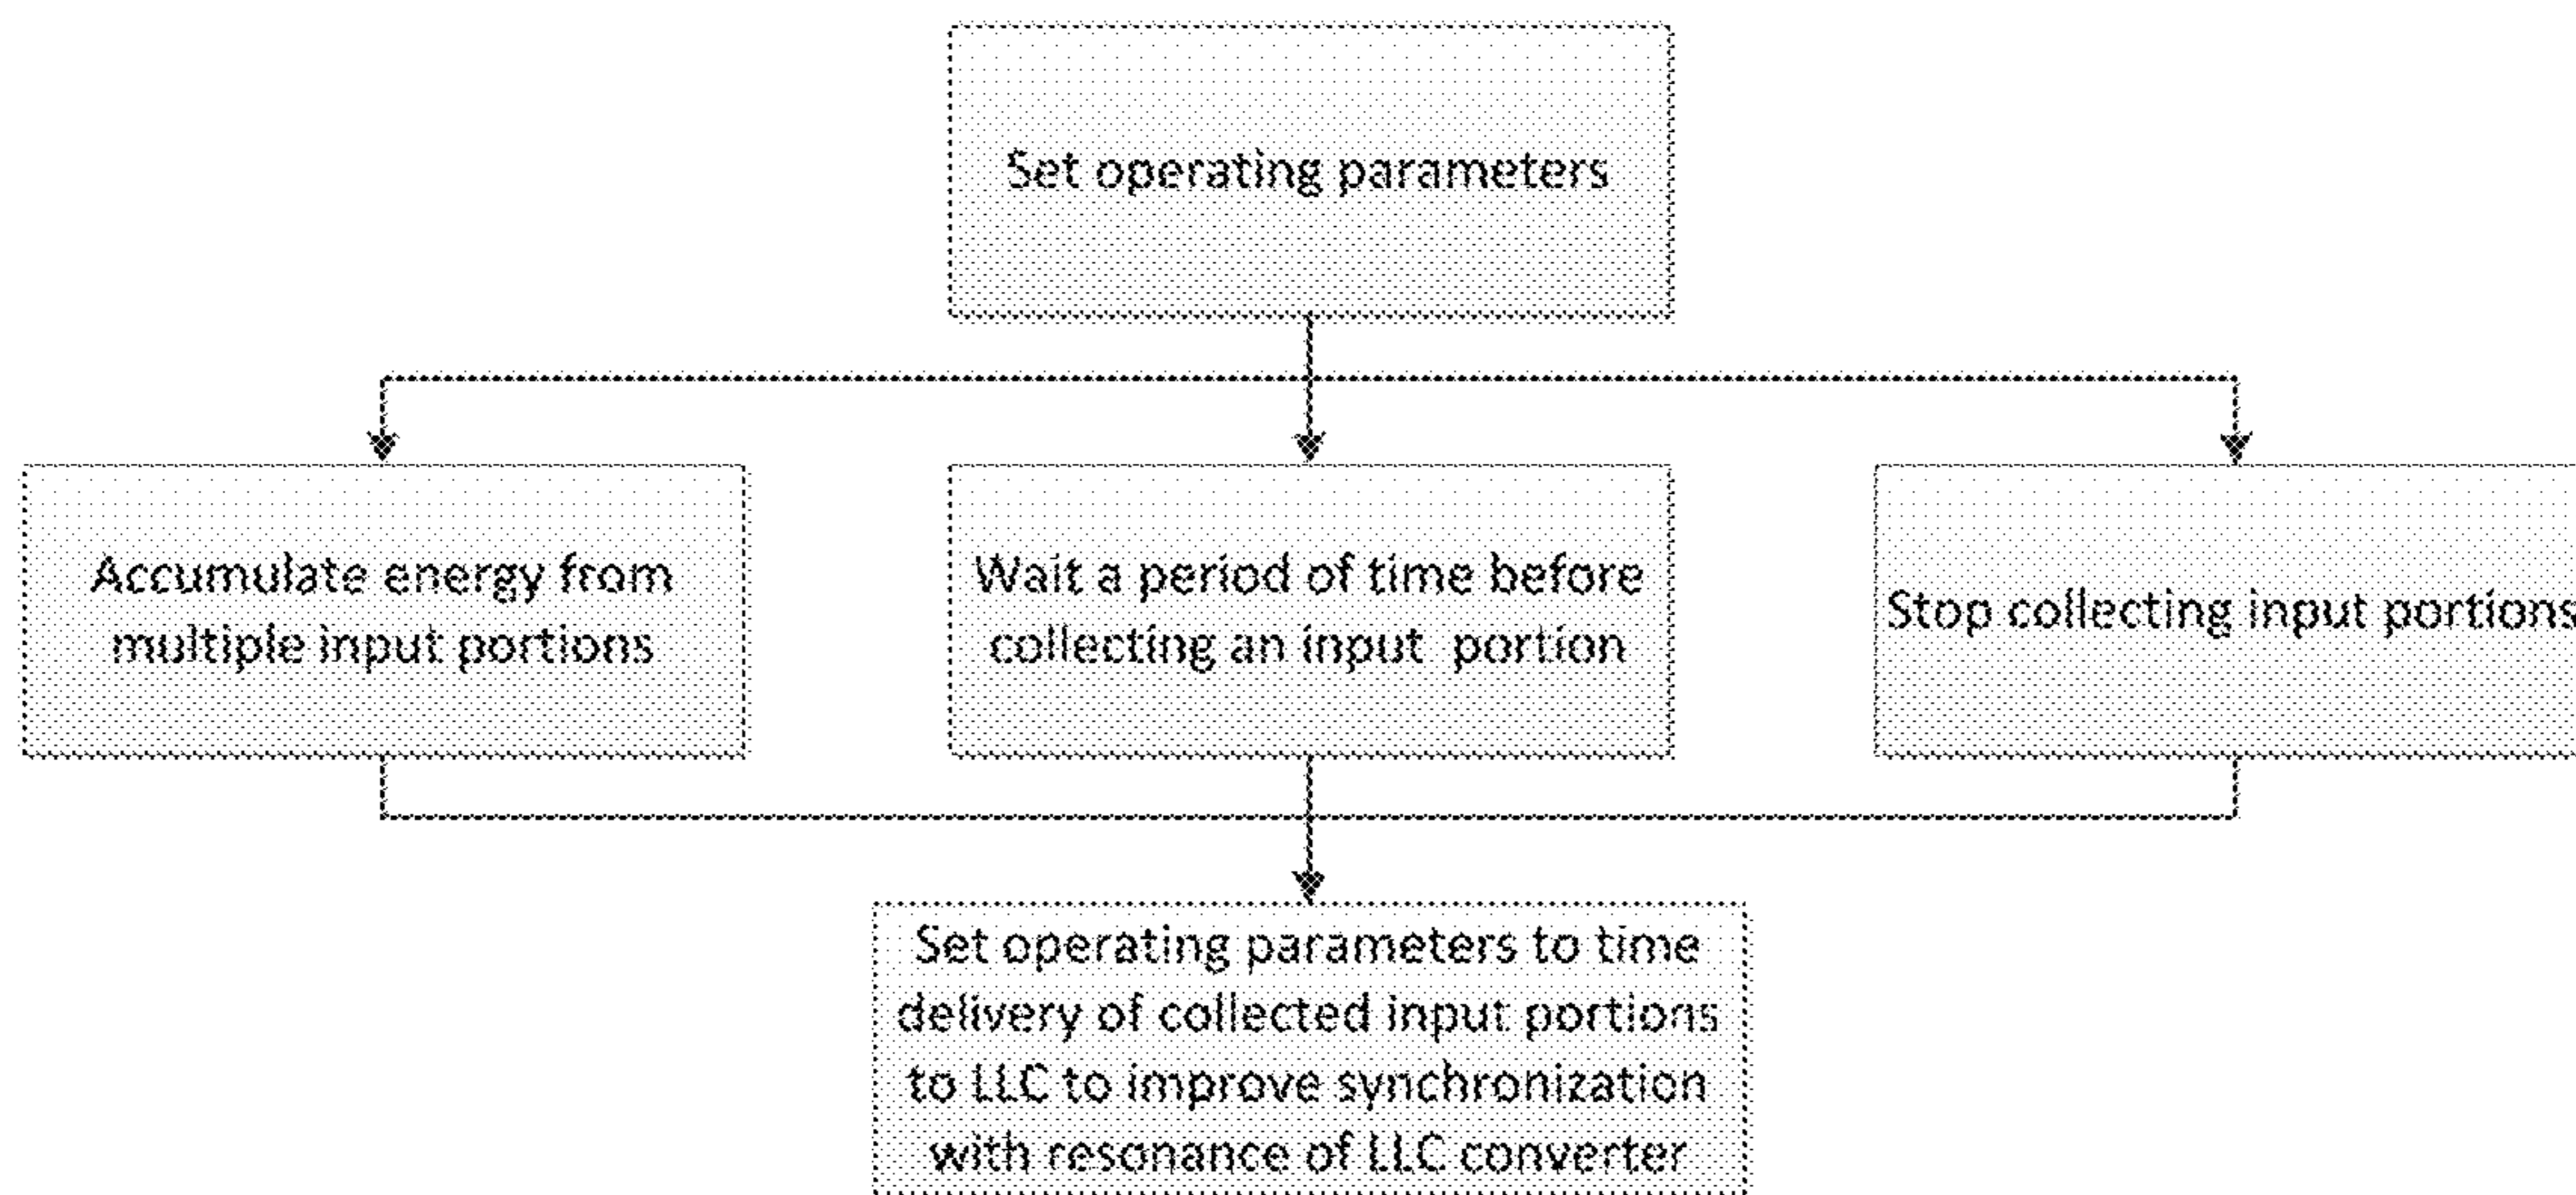 Set operating parameters
Accumulate energy from
multiple input portions
Wait a period of time before
collecting an input portion
Stop collecting input portions
Set operating parameters to time
delivery of collected input portions
to LLC to improve synchronization
with resonance of LLC converter